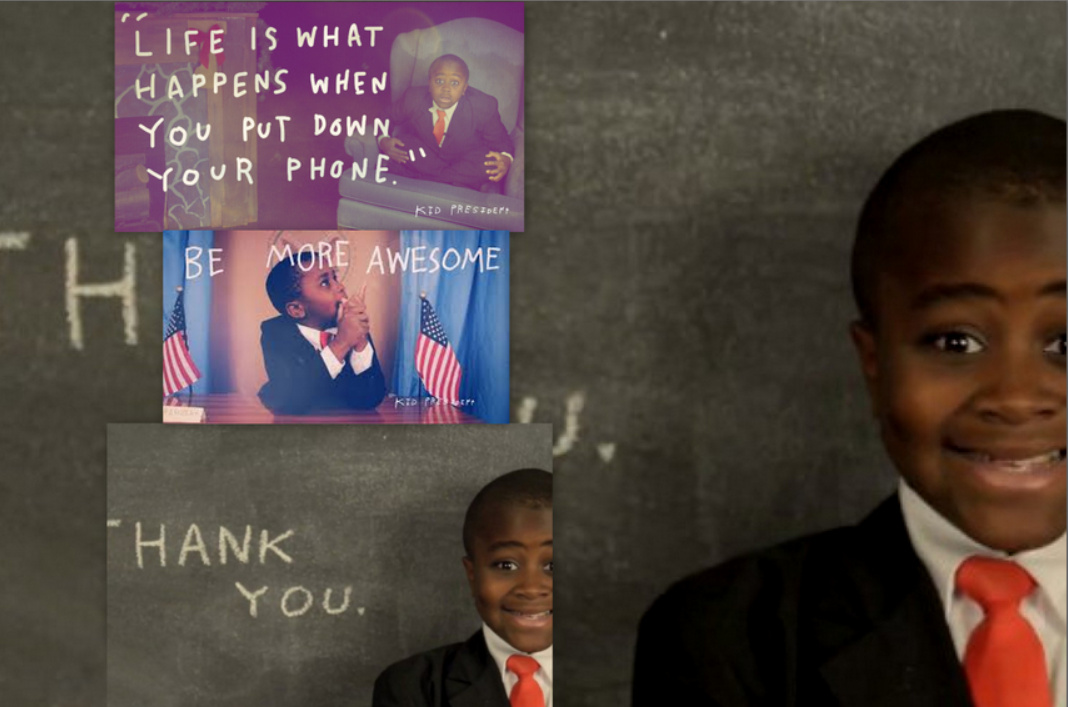 "LIFE IS WHAT
HAPPENS WHEN
YOU PUT DOWN
YOUR PHONE."
KID PRESIDENT
BE MORE AWESOME
KID PRESIDENT
TH
U.
THANK
YOU.